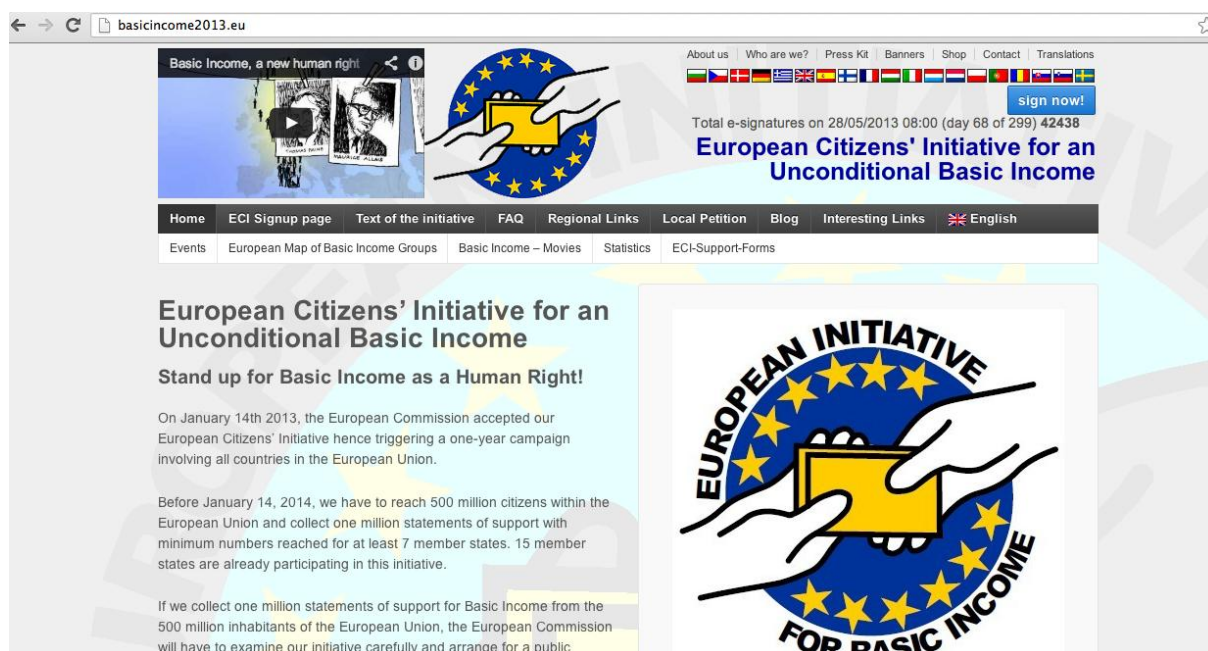 basicincome2013.eu
Basic Income, a new human right
THOMAS PAINE
MAURICE ALLAIS
About us Who are we? Press Kit Banners Shop Contact Translations
sign now!
Total e-signatures on 28/05/2013 08:00 (day 68 of 299) 42438
European Citizens' Initiative for an
Unconditional Basic Income
Home ECI Signup page Text of the initiative FAQ Regional Links Local Petition Blog Interesting Links English
Events European Map of Basic Income Groups Basic Income – Movies Statistics ECI-Support-Forms
European Citizens’ Initiative for an
Unconditional Basic Income
Stand up for Basic Income as a Human Right!
On January 14th 2013, the European Commission accepted our
European Citizens’ Initiative hence triggering a one-year campaign
involving all countries in the European Union.
Before January 14, 2014, we have to reach 500 million citizens within the
European Union and collect one million statements of support with
minimum numbers reached for at least 7 member states. 15 member
states are already participating in this initiative.
If we collect one million statements of support for Basic Income from the
500 million inhabitants of the European Union, the European Commission
will have to examine our initiative carefully and arrange for a public
EUROPEAN INITIATIVE
FOR BASIC INCOME